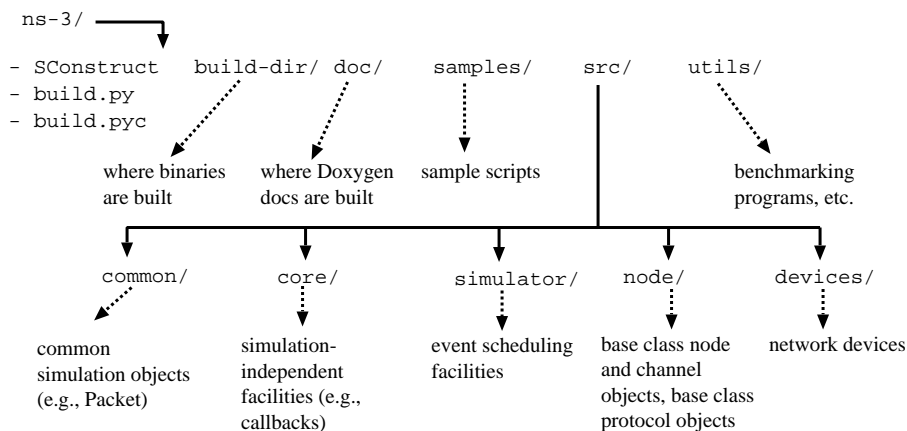 ns-3/
- SConstruct build-dir/ doc/ samples/ src/ utils/
- build.py
- build.pyc
where binaries
are built
where Doxygen
docs are built
sample scripts
benchmarking
programs, etc.
common/ core/ simulator/ node/ devices/
common
simulation objects
(e.g., Packet)
simulation-
independent
facilities (e.g.,
callbacks)
event scheduling
facilities
base class node
and channel
objects, base class
protocol objects
network devices